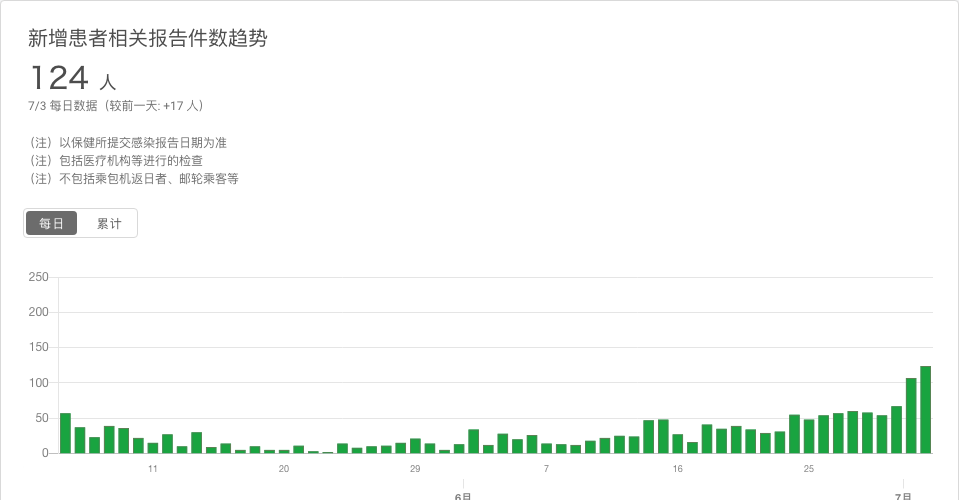 新增患者相关报告件数趋势
124 人
7/3 每日数据（较前一天: +17 人）
（注）以保健所提交感染报告日期为准
（注）包括医疗机构等进行的检查
（注）不包括乘包机返日者、邮轮乘客等
每日 累计
250
200
150
100
50
0
11 20 29 7 16 25
6月 7月